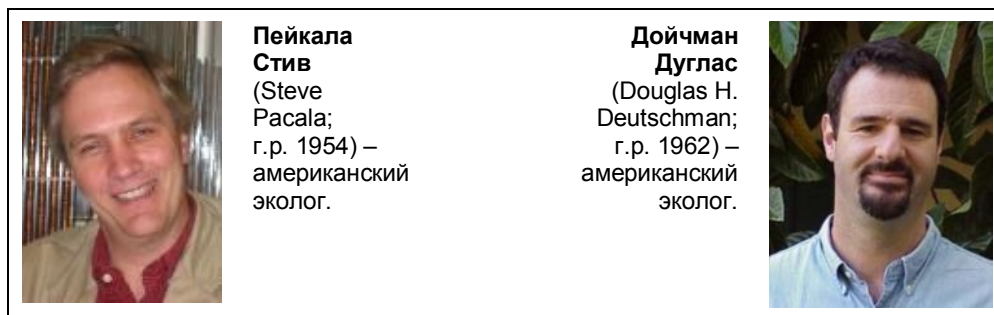 Пейкала
Стив
(Steve
Pacala;
г.р. 1954) –
американский
эколог.
Дойчман
Дуглас
(Douglas H.
Deutschman;
г.р. 1962) –
американский
эколог.